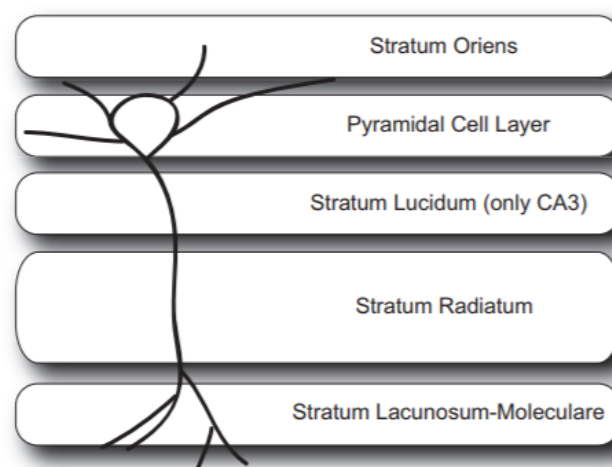 Stratum Oriens
Pyramidal Cell Layer
Stratum Lucidum (only CA3)
Stratum Radiatum
Stratum Lacunosum-Moleculare